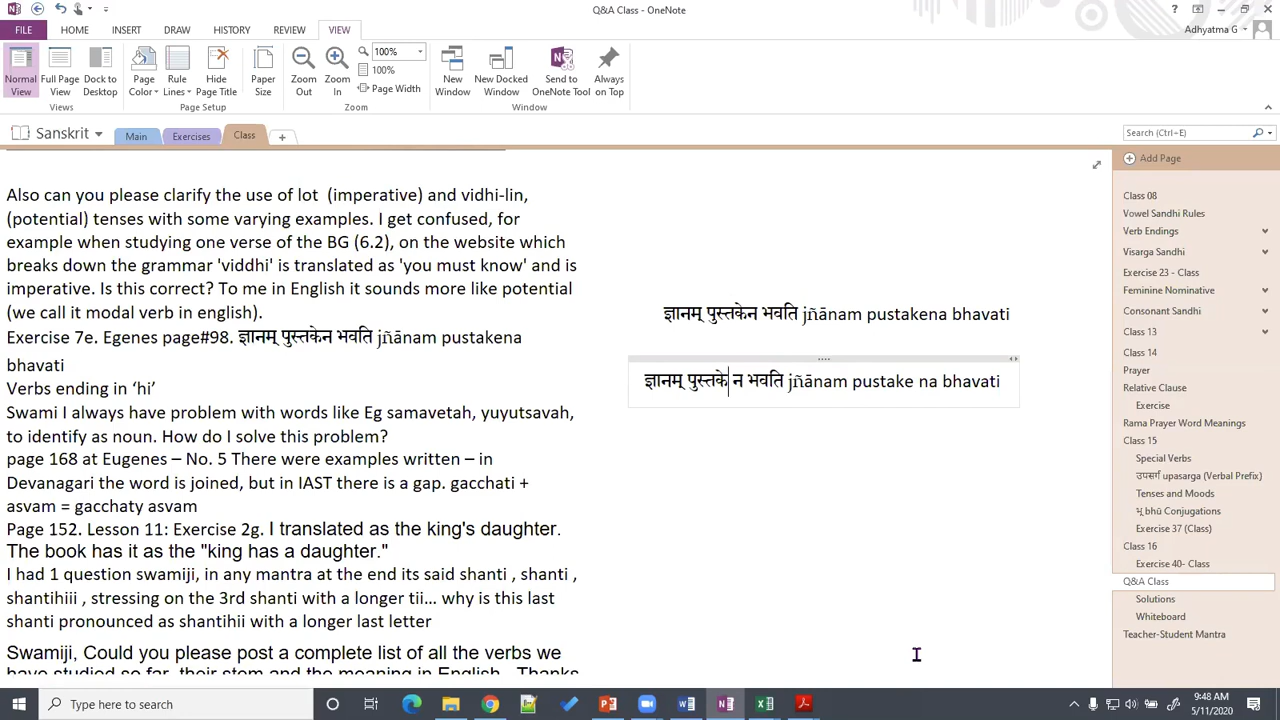 Q&A Class - OneNote
FILE HOME INSERT DRAW HISTORY REVIEW VIEW
Adhyatma G
Normal View
Full Page View
Dock to Desktop
Views
Page Color
Rule Lines
Hide Page Title
Page Setup
Paper Size
Zoom Out
Zoom In
100%
100%
Page Width
Zoom
New Window
New Docked Window
Send to OneNote Tool
Always on Top
Window
Sanskrit
Main Exercises Class
Search (Ctrl+E)
Also can you please clarify the use of lot (imperative) and vidhi-lin,
(potential) tenses with some varying examples. I get confused, for
example when studying one verse of the BG (6.2), on the website which
breaks down the grammar 'viddhi' is translated as 'you must know' and is
imperative. Is this correct? To me in English it sounds more like potential
(we call it modal verb in english).
Exercise 7e. Egenes page#98. ज्ञानम् पुस्तकेन भवति jñānam pustakena
bhavati
Verbs ending in ‘hi’
Swami I always have problem with words like Eg samavetah, yuyutsavah,
to identify as noun. How do I solve this problem?
page 168 at Eugenes – No. 5 There were examples written – in
Devanagari the word is joined, but in IAST there is a gap. gacchati +
asvam = gacchaty asvam
Page 152. Lesson 11: Exercise 2g. I translated as the king's daughter.
The book has it as the "king has a daughter."
I had 1 question swamiji, in any mantra at the end its said shanti , shanti ,
shantihiii , stressing on the 3rd shanti with a longer tii... why is this last
shanti pronounced as shantihii with a longer last letter
Swamiji, Could you please post a complete list of all the verbs we
have studied so far, their stem and the meaning in English. Thanks
ज्ञानम् पुस्तकेन भवति jñānam pustakena bhavati
ज्ञानम् पुस्तके न भवति jñānam pustake na bhavati
Add Page
Class 08
Vowel Sandhi Rules
Verb Endings
Visarga Sandhi
Exercise 23 - Class
Feminine Nominative
Consonant Sandhi
Class 13
Class 14
Prayer
Relative Clause
Exercise
Rama Prayer Word Meanings
Class 15
Special Verbs
उपसर्ग upasarga (Verbal Prefix)
Tenses and Moods
भू bhū Conjugations
Exercise 37 (Class)
Class 16
Exercise 40- Class
Q&A Class
Solutions
Whiteboard
Teacher-Student Mantra
Type here to search
9:48 AM
5/11/2020